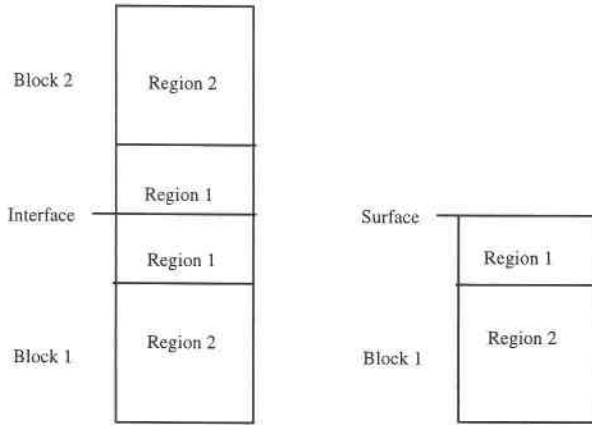 Block 2
Region 2
Region 1
Interface
Region 1
Region 2
Block 1
Surface
Region 1
Region 2
Block 1